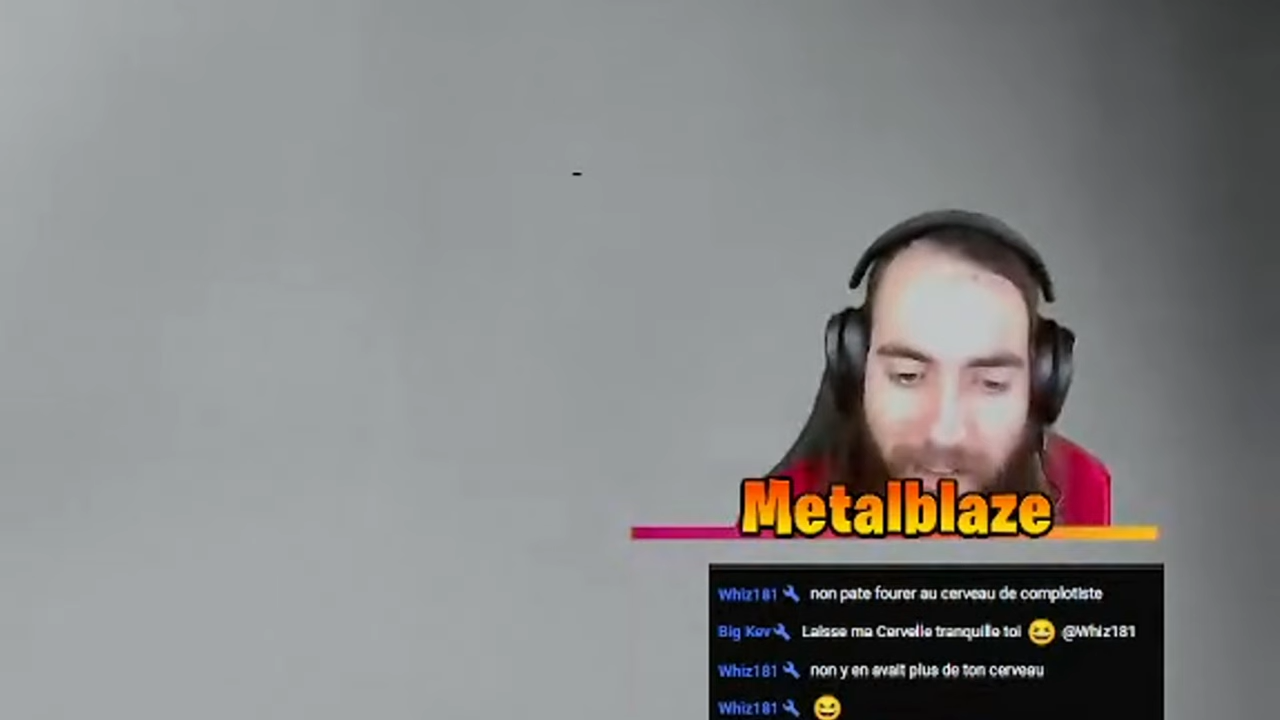 Metalblaze
Whiz181 non pate fourer au cerveau de complotiste
Big Kev Laisse ma Cervelle tranquille toi 😆 @Whiz181
Whiz181 non y en avait plus de ton cerveau
Whiz181 😆